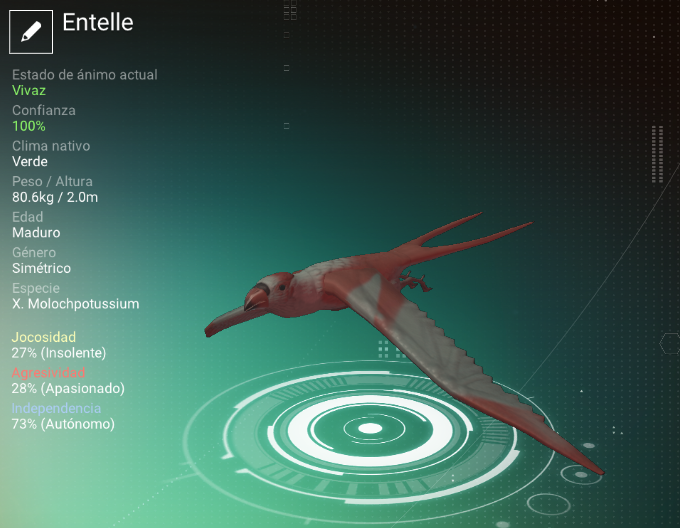 Entelle
Estado de ánimo actual
Vivaz
Confianza
100%
Clima nativo
Verde
Peso / Altura
80.6kg / 2.0m
Edad
Maduro
Género
Simétrico
Especie
X. Molochpotussium
Jocosidad
27% (Insolente)
Agresividad
28% (Apasionado)
Independencia
73% (Autónomo)